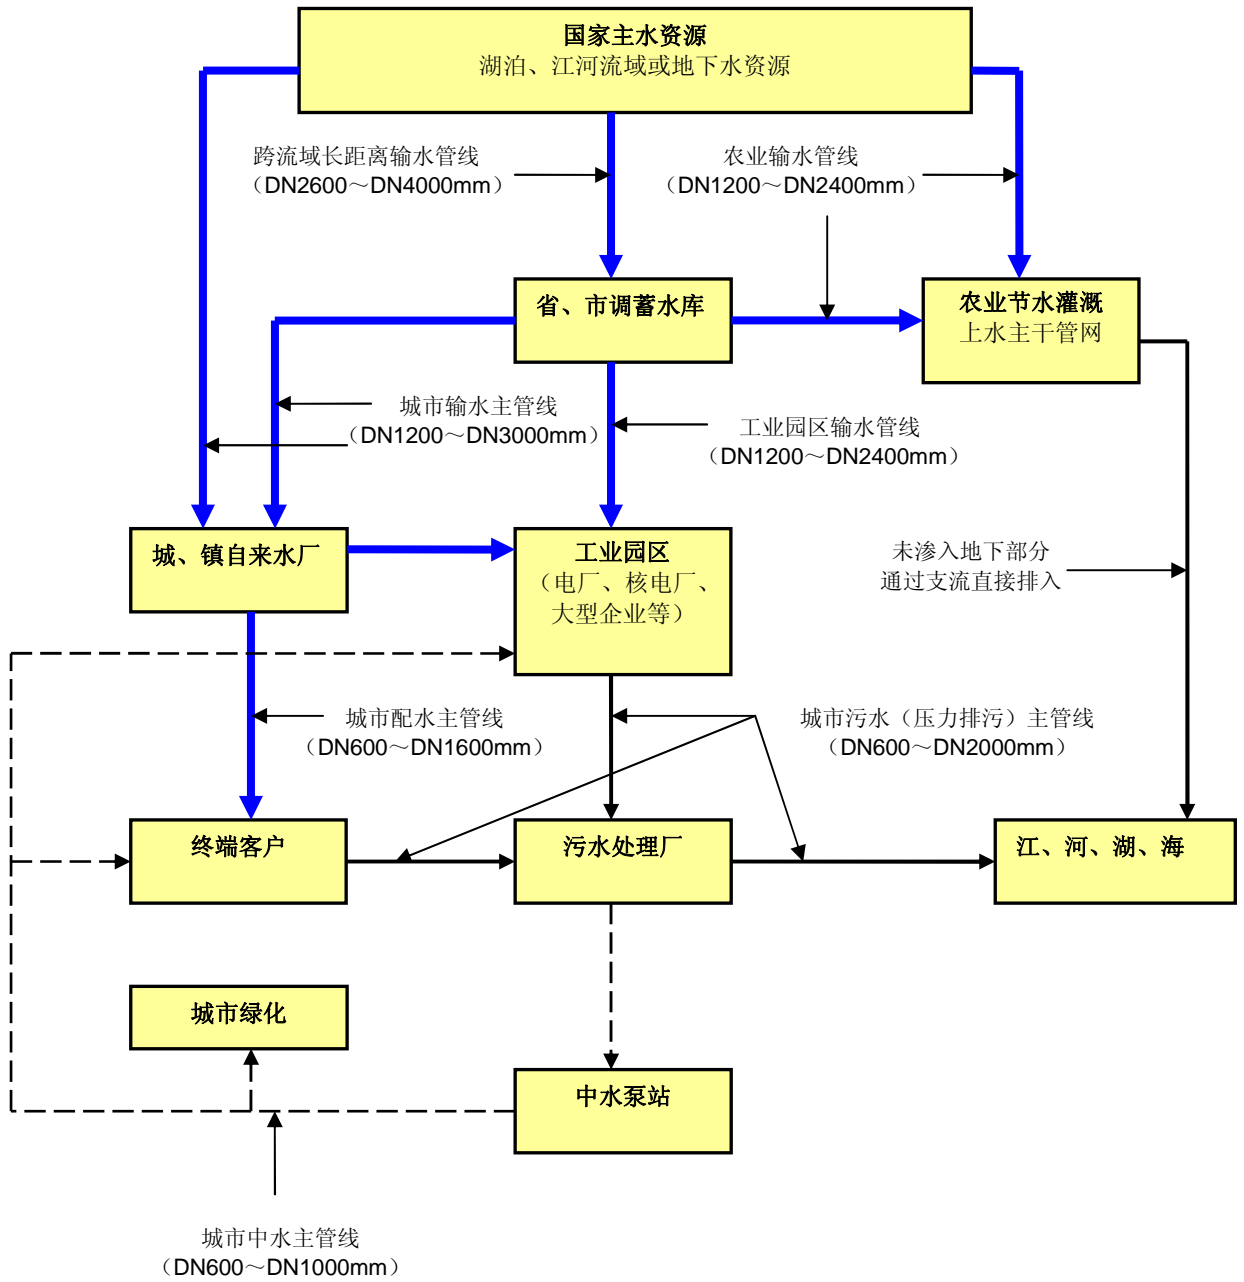 国家主水资源
湖泊、江河流域或地下水资源
跨流域长距离输水管线
（DN2600～DN4000mm）
农业输水管线
（DN1200～DN2400mm）
省、市调蓄水库
农业节水灌溉
上水主干管网
城市输水主管线
（DN1200～DN3000mm）
工业园区输水管线
（DN1200～DN2400mm）
城、镇自来水厂
工业园区
（电厂、核电厂、
大型企业等）
未渗入地下部分
通过支流直接排入
城市配水主管线
（DN600～DN1600mm）
城市污水（压力排污）主管线
（DN600～DN2000mm）
终端客户
污水处理厂
江、河、湖、海
城市绿化
中水泵站
城市中水主管线
（DN600～DN1000mm）